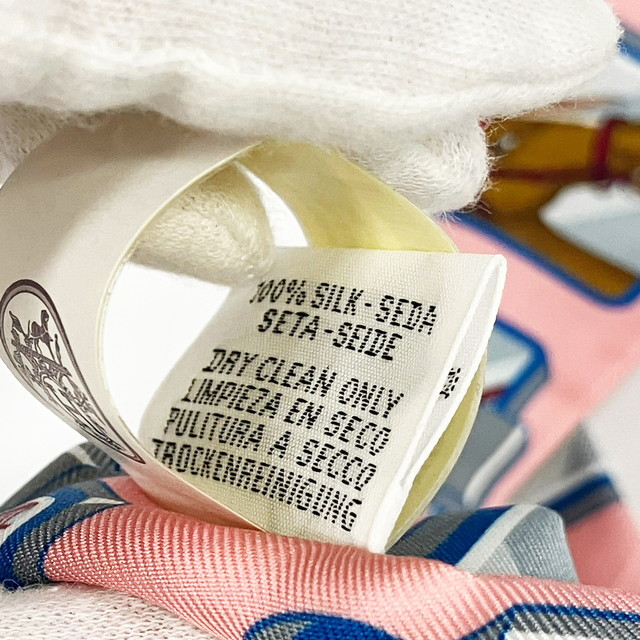 100% SILK-SEDA
SETA-SEIDE
DRY CLEAN ONLY
LIMPIEZA EN SECO
PULITURA A SECCO
TROCKENREINIGUNG